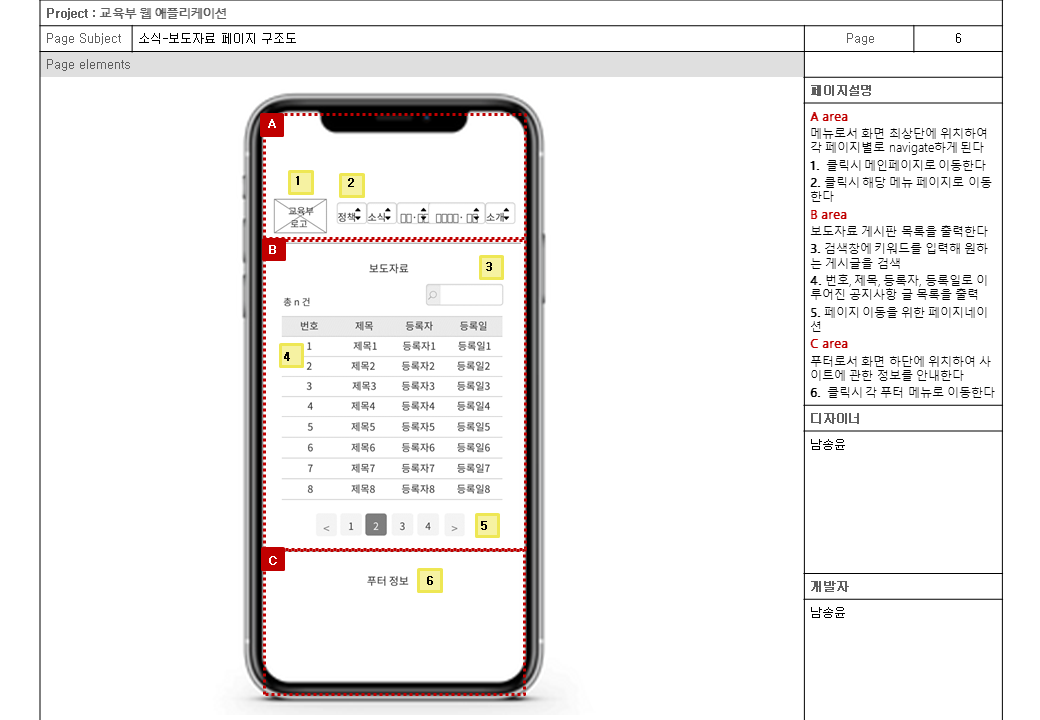 Project : 교육부 웹 애플리케이션
Page Subject 소식-보도자료 페이지 구조도 Page 6
Page elements
A
1 2
교육부
로고
정책 소식 □□·□ □□□□·□□ 소개
B
보도자료 3
총 n 건
번호 제목 등록자 등록일
1 제목1 등록자1 등록일1
4
2 제목2 등록자2 등록일2
3 제목3 등록자3 등록일3
4 제목4 등록자4 등록일4
5 제목5 등록자5 등록일5
6 제목6 등록자6 등록일6
7 제목7 등록자7 등록일7
8 제목8 등록자8 등록일8
< 1 2 3 4 > 5
C
푸터 정보 6
페이지설명
A area
메뉴로서 화면 최상단에 위치하여
각 페이지별로 navigate하게 된다
1. 클릭시 메인페이지로 이동한다
2. 클릭시 해당 메뉴 페이지로 이동
한다
B area
보도자료 게시판 목록을 출력한다
3. 검색창에 키워드를 입력해 원하
는 게시글을 검색
4. 번호, 제목, 등록자, 등록일로 이
루어진 공지사항 글 목록을 출력
5. 페이지 이동을 위한 페이지네이
션
C area
푸터로서 화면 하단에 위치하여 사
이트에 관한 정보를 안내한다
6. 클릭시 각 푸터 메뉴로 이동한다
디자이너
남송윤
개발자
남송윤